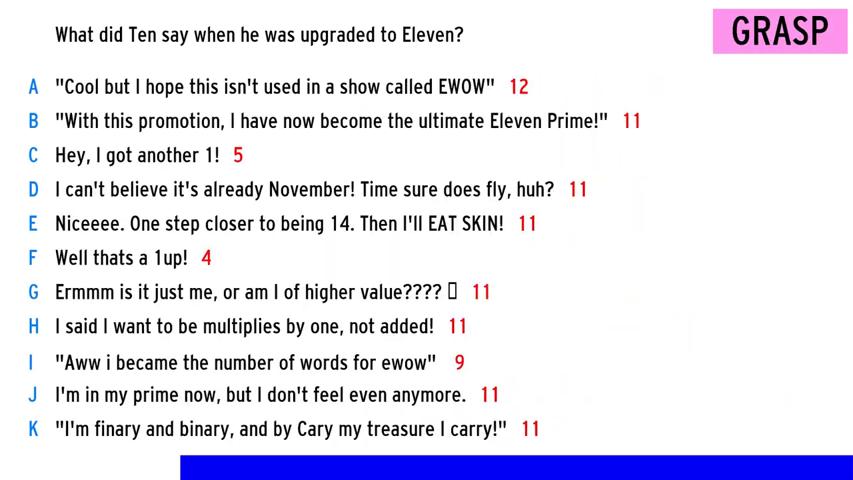 What did Ten say when he was upgraded to Eleven?
GRASP
A "Cool but I hope this isn't used in a show called EWOW" 12
B "With this promotion, I have now become the ultimate Eleven Prime!" 11
C Hey, I got another 1! 5
D I can't believe it's already November! Time sure does fly, huh? 11
E Niceeee. One step closer to being 14. Then I'll EAT SKIN! 11
F Well thats a 1up! 4
G Ermmm is it just me, or am I of higher value???? ▯ 11
H I said I want to be multiplies by one, not added! 11
I "Aww i became the number of words for ewow" 9
J I'm in my prime now, but I don't feel even anymore. 11
K "I'm finary and binary, and by Cary my treasure I carry!" 11